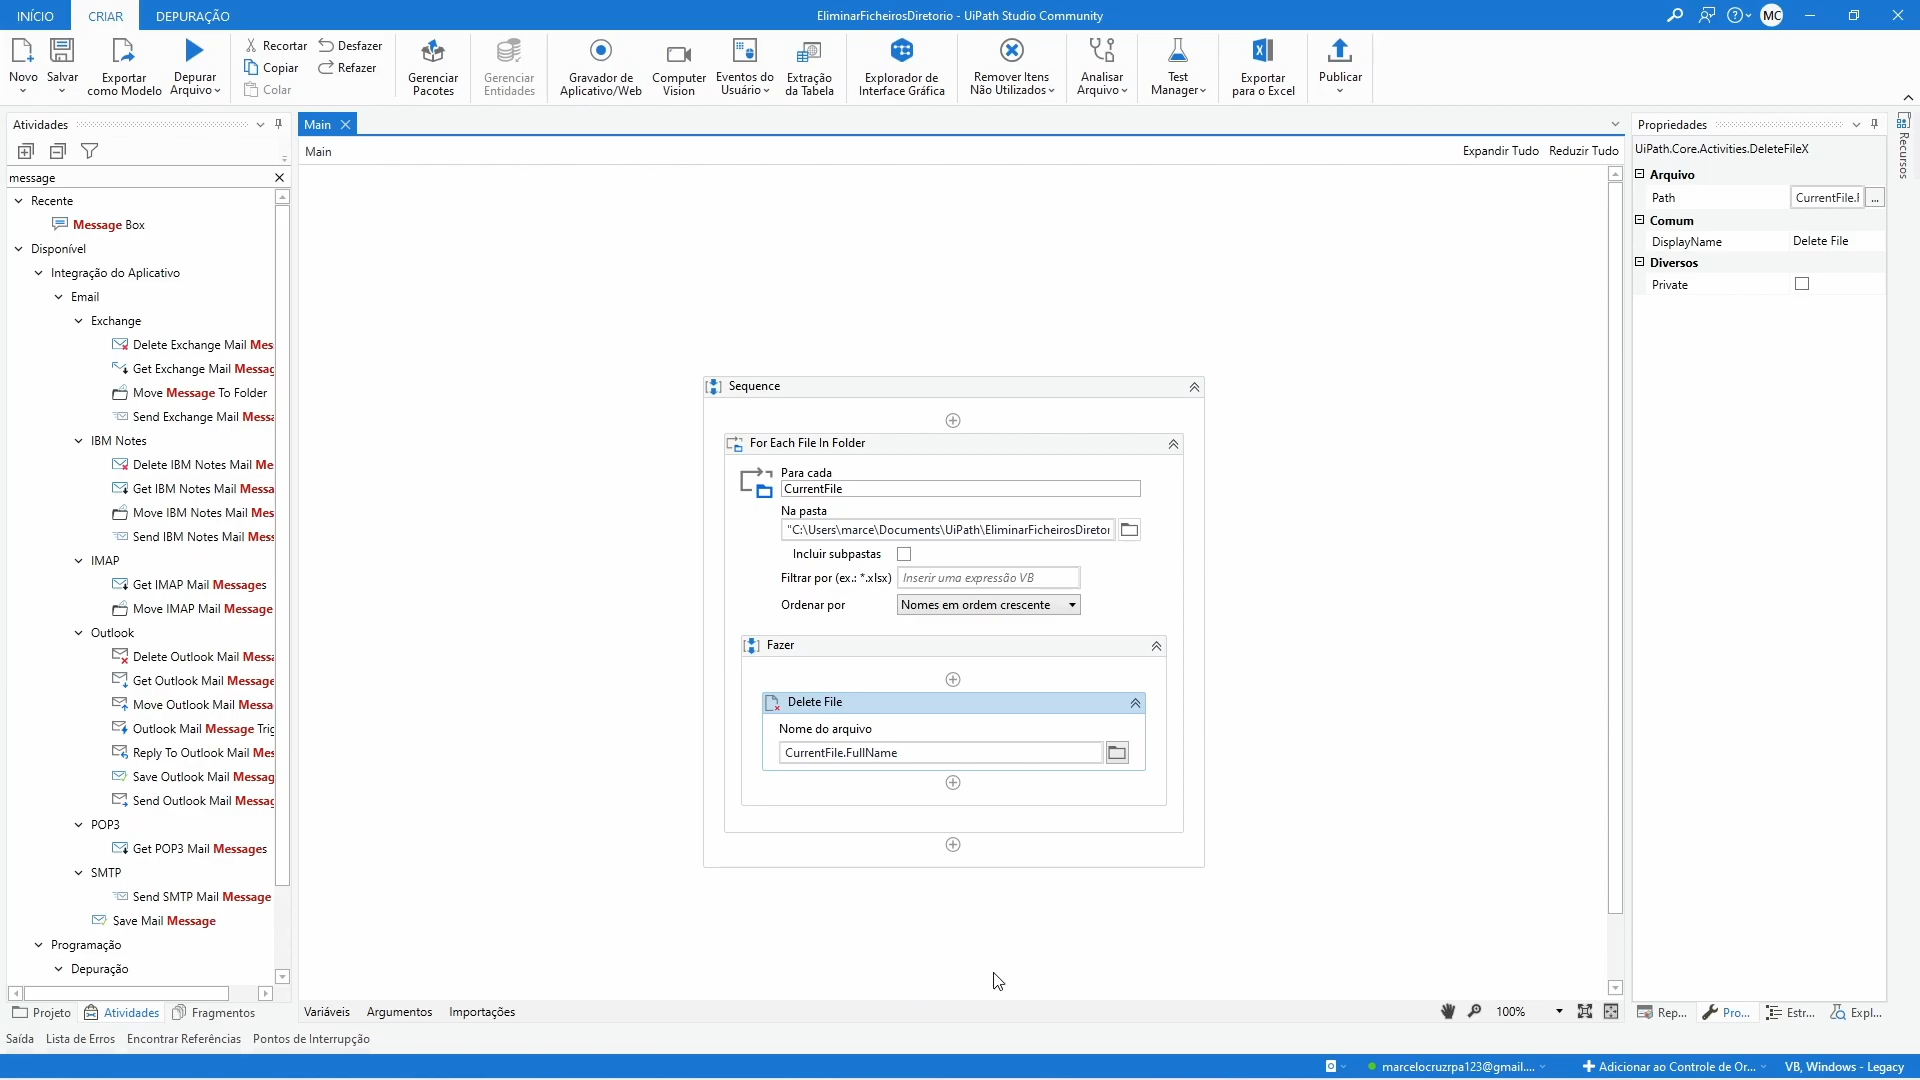 INÍCIO CRIAR DEPURAÇÃO EliminarFicheirosDiretorio - UiPath Studio Community MC
Novo Salvar Exportar como Modelo Depurar Arquivo
Recortar Copiar Colar Desfazer Refazer
Gerenciar Pacotes
Gerenciar Entidades
Gravador de Aplicativo/Web
Computer Vision
Eventos do Usuário
Extração da Tabela
Explorador de Interface Gráfica
Remover Itens Não Utilizados
Analisar Arquivo
Test Manager
Exportar para o Excel
Publicar
Atividades
message
Recente
Message Box
Disponível
Integração do Aplicativo
Email
Exchange
Delete Exchange Mail Mes
Get Exchange Mail Messag
Move Message To Folder
Send Exchange Mail Messa
IBM Notes
Delete IBM Notes Mail Me
Get IBM Notes Mail Messa
Move IBM Notes Mail Mes
Send IBM Notes Mail Mess
IMAP
Get IMAP Mail Messages
Move IMAP Mail Message
Outlook
Delete Outlook Mail Messa
Get Outlook Mail Message
Move Outlook Mail Messa
Outlook Mail Message Trig
Reply To Outlook Mail Mes
Save Outlook Mail Messag
Send Outlook Mail Messag
POP3
Get POP3 Mail Messages
SMTP
Send SMTP Mail Message
Save Mail Message
Programação
Depuração
Projeto Atividades Fragmentos
Main
Main Expandir Tudo Reduzir Tudo
Sequence
For Each File In Folder
Para cada
CurrentFile
Na pasta
"C:\Users\marce\Documents\UiPath\EliminarFicheirosDiretor
Incluir subpastas
Filtrar por (ex.: *.xlsx) Inserir uma expressão VB
Ordenar por Nomes em ordem crescente
Fazer
Delete File
Nome do arquivo
CurrentFile.FullName
Variáveis Argumentos Importações 100%
Propriedades
UiPath.Core.Activities.DeleteFileX
Arquivo
Path CurrentFile.F ...
Comum
DisplayName Delete File
Diversos
Private
Recursos
Rep... Pro... Estr... Expl...
Saída Lista de Erros Encontrar Referências Pontos de Interrupção
marcelocruzrpa123@gmail.... Adicionar ao Controle de Or... VB, Windows - Legacy